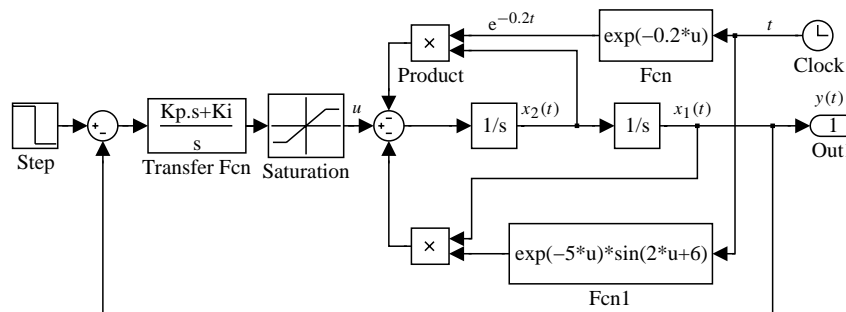 e^{-0.2t}
exp(−0.2*u)
t
×
Product
Fcn
Clock
Kp.s+Ki
s
u
1/s
x_2(t)
1/s
x_1(t)
y(t)
1
Step
Transfer Fcn
Saturation
Out1
×
exp(−5*u)*sin(2*u+6)
Fcn1